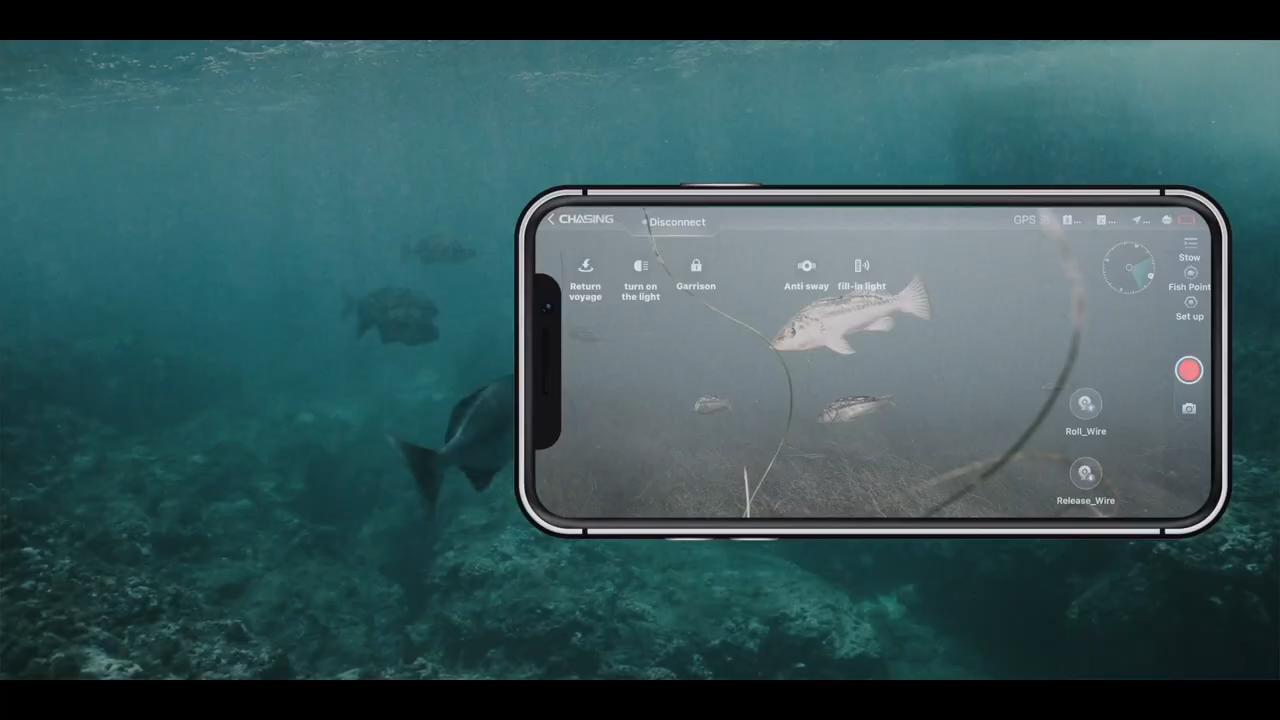 CHASING
Disconnect
GPS
Return
voyage
turn on
the light
Garrison
Anti sway
fill-in light
Stow
Fish Point
Set up
Roll_Wire
Release_Wire